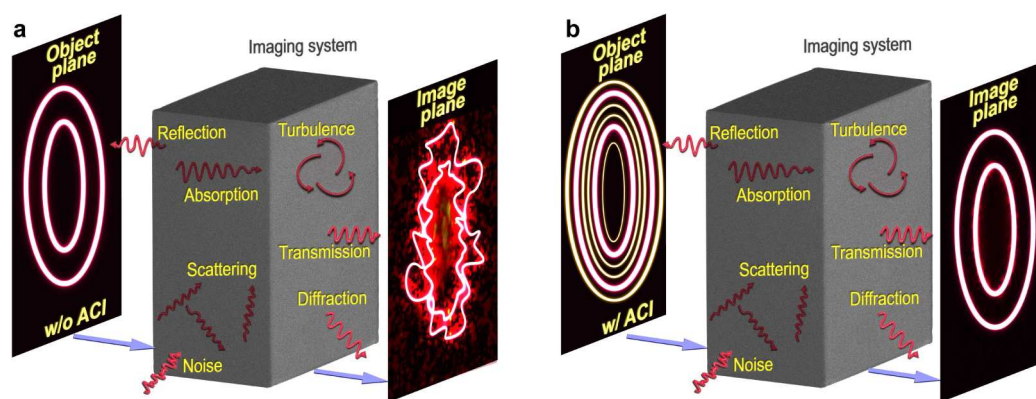 a
Object
plane
Imaging system
Reflection
Turbulence
Absorption
Image
plane
Transmission
Scattering
Diffraction
w/o ACI
Noise
b
Object
plane
Imaging system
Reflection
Turbulence
Absorption
Image
plane
Transmission
Scattering
Diffraction
w/ ACI
Noise